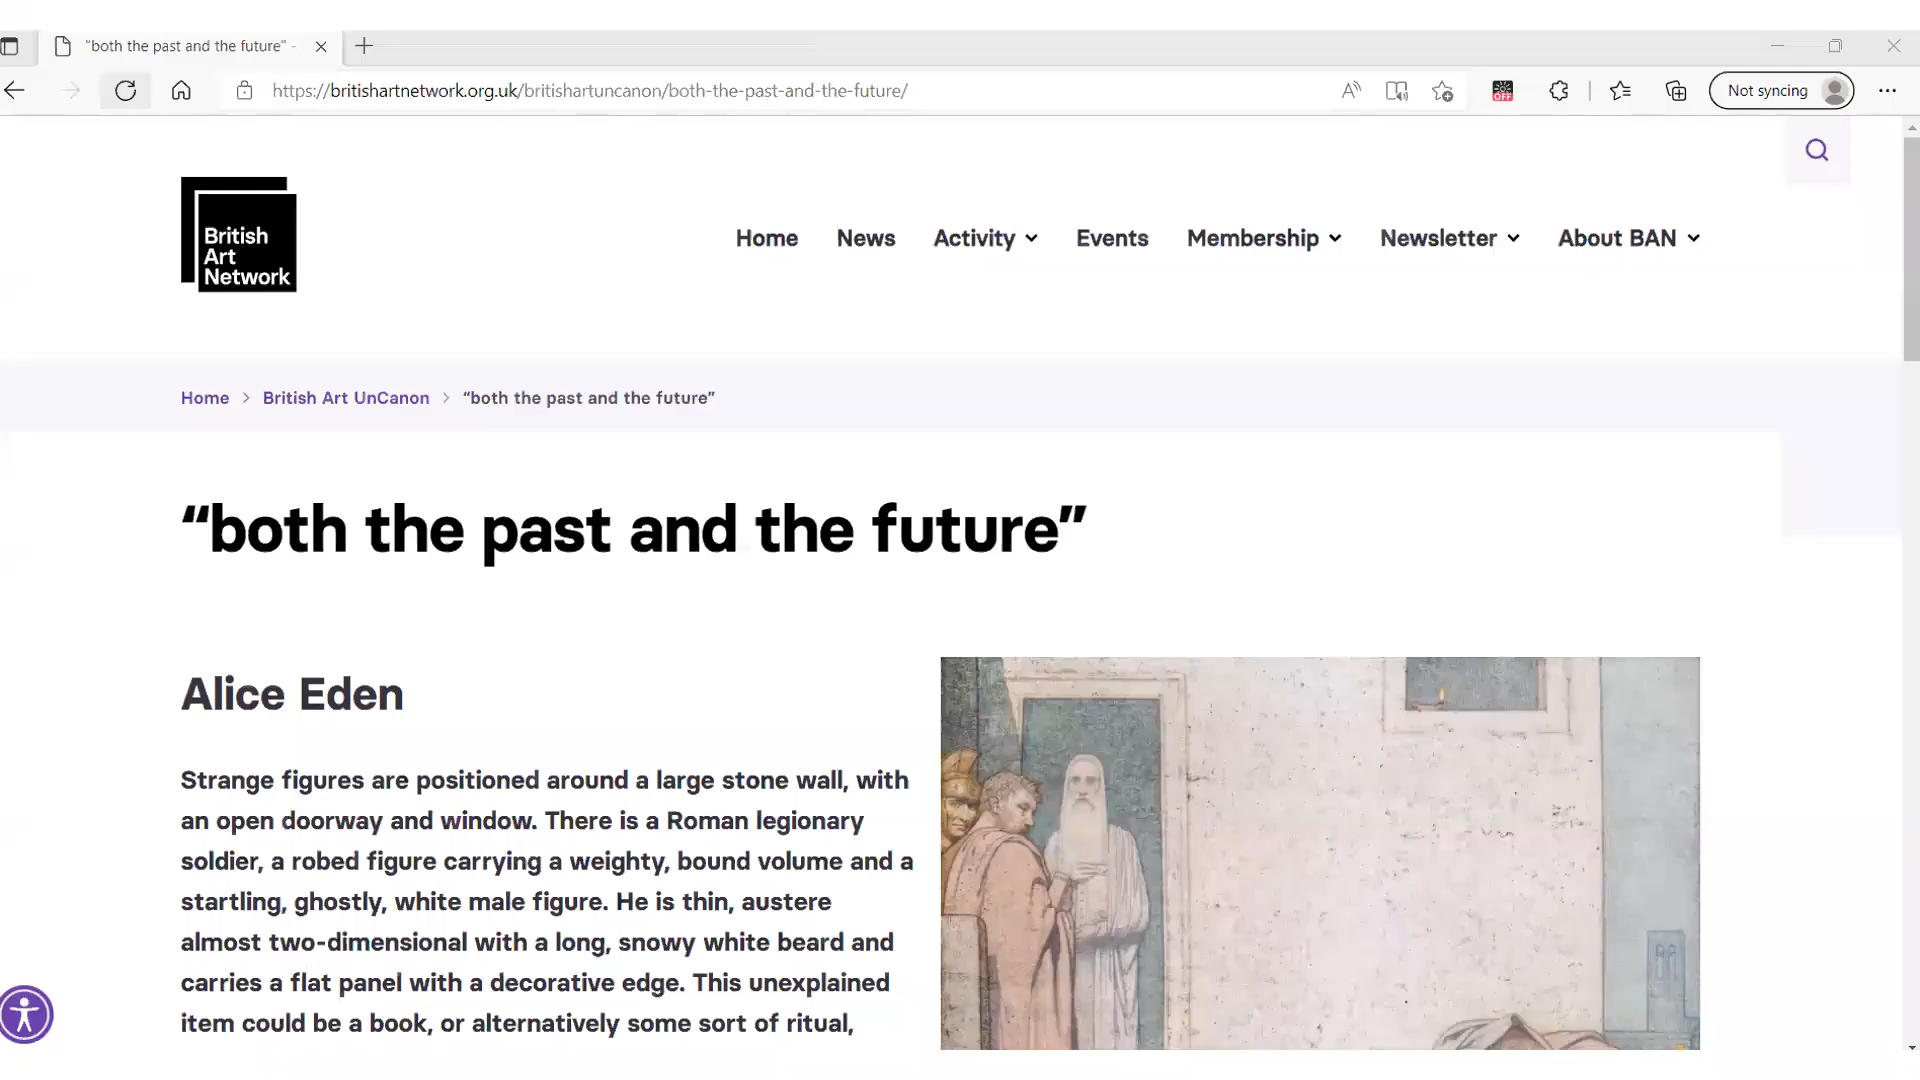 “both the past and the future” -
https://britishartnetwork.org.uk/britishartuncanon/both-the-past-and-the-future/
OFF
Not syncing
British
Art
Network
Home News Activity Events Membership Newsletter About BAN
Home > British Art UnCanon > “both the past and the future”
“both the past and the future”
Alice Eden
Strange figures are positioned around a large stone wall, with
an open doorway and window. There is a Roman legionary
soldier, a robed figure carrying a weighty, bound volume and a
startling, ghostly, white male figure. He is thin, austere
almost two-dimensional with a long, snowy white beard and
carries a flat panel with a decorative edge. This unexplained
item could be a book, or alternatively some sort of ritual,